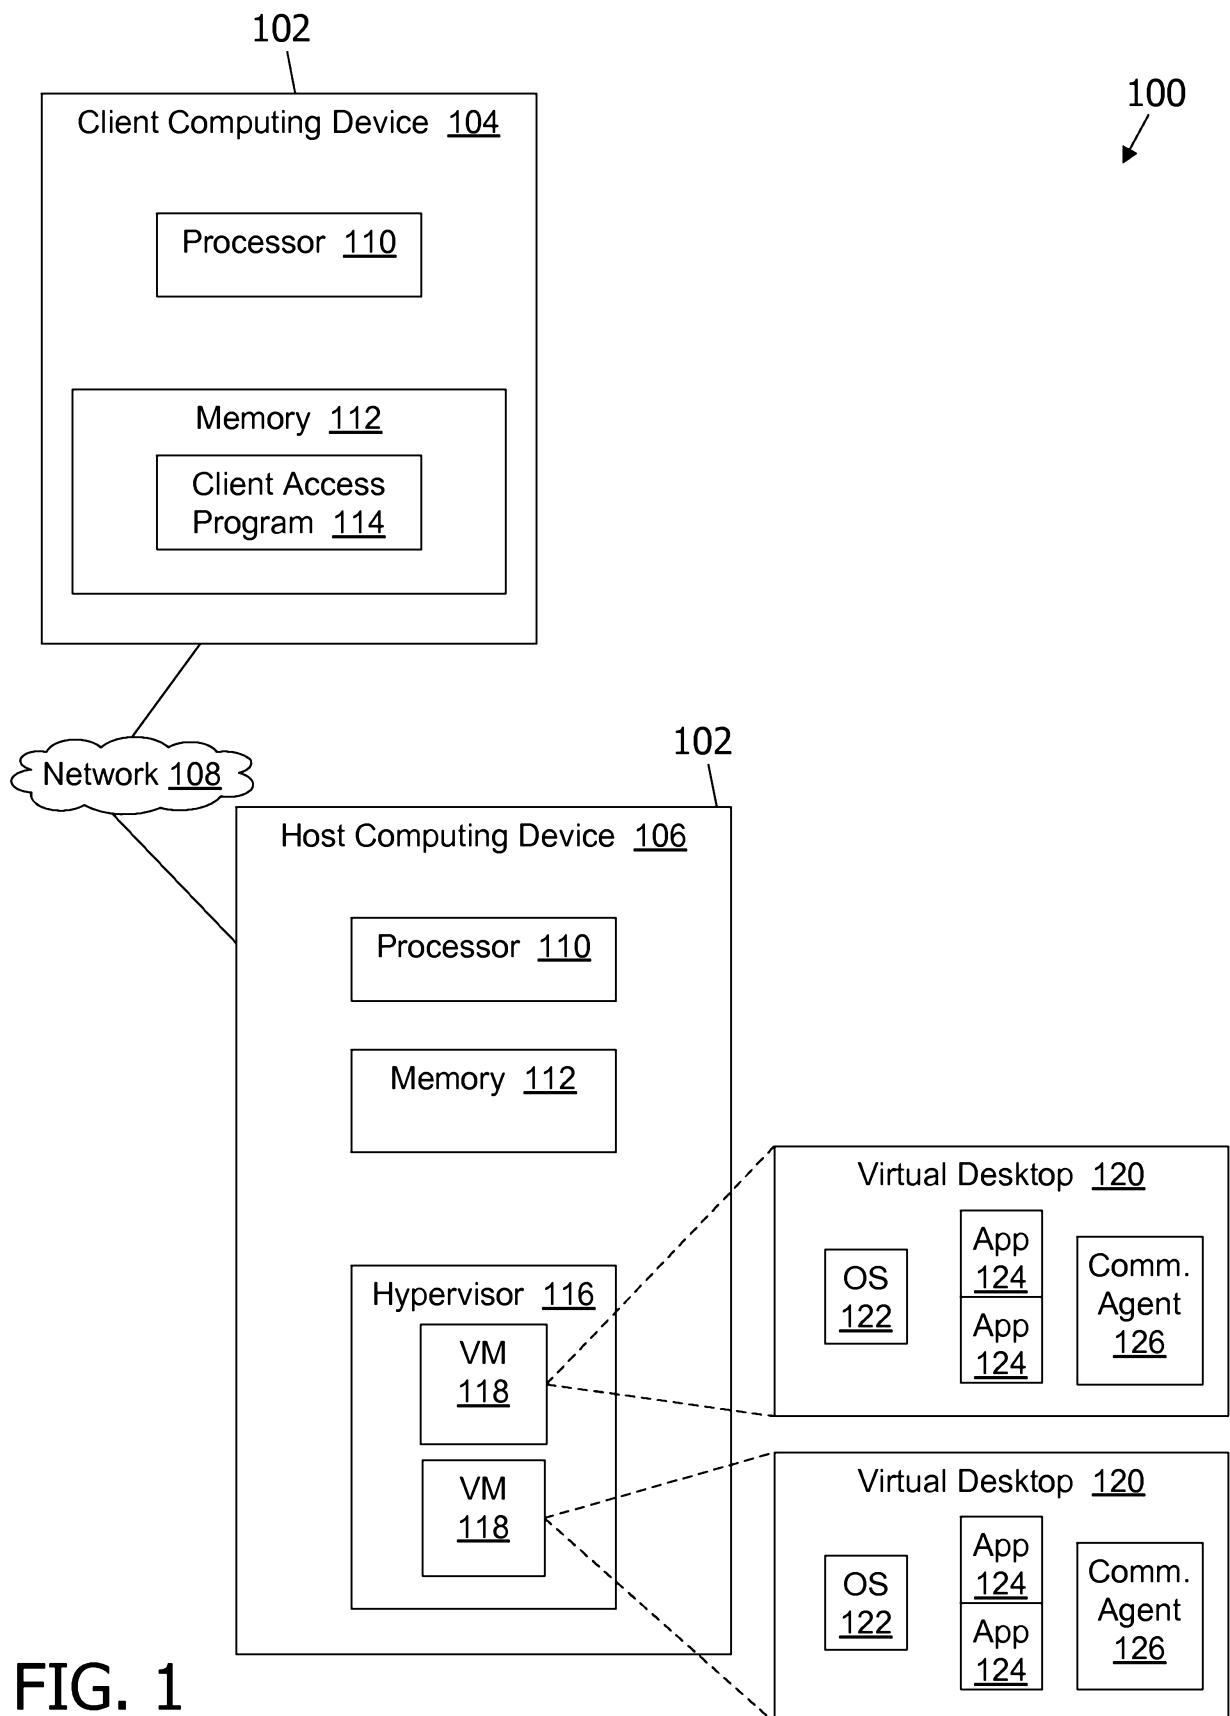 102
100
Client Computing Device 104
Processor 110
Memory 112
Client Access
Program 114
Network 108
102
Host Computing Device 106
Processor 110
Memory 112
Hypervisor 116
VM
118
VM
118
Virtual Desktop 120
OS
122
App
124
App
124
Comm.
Agent
126
Virtual Desktop 120
OS
122
App
124
App
124
Comm.
Agent
126
FIG. 1